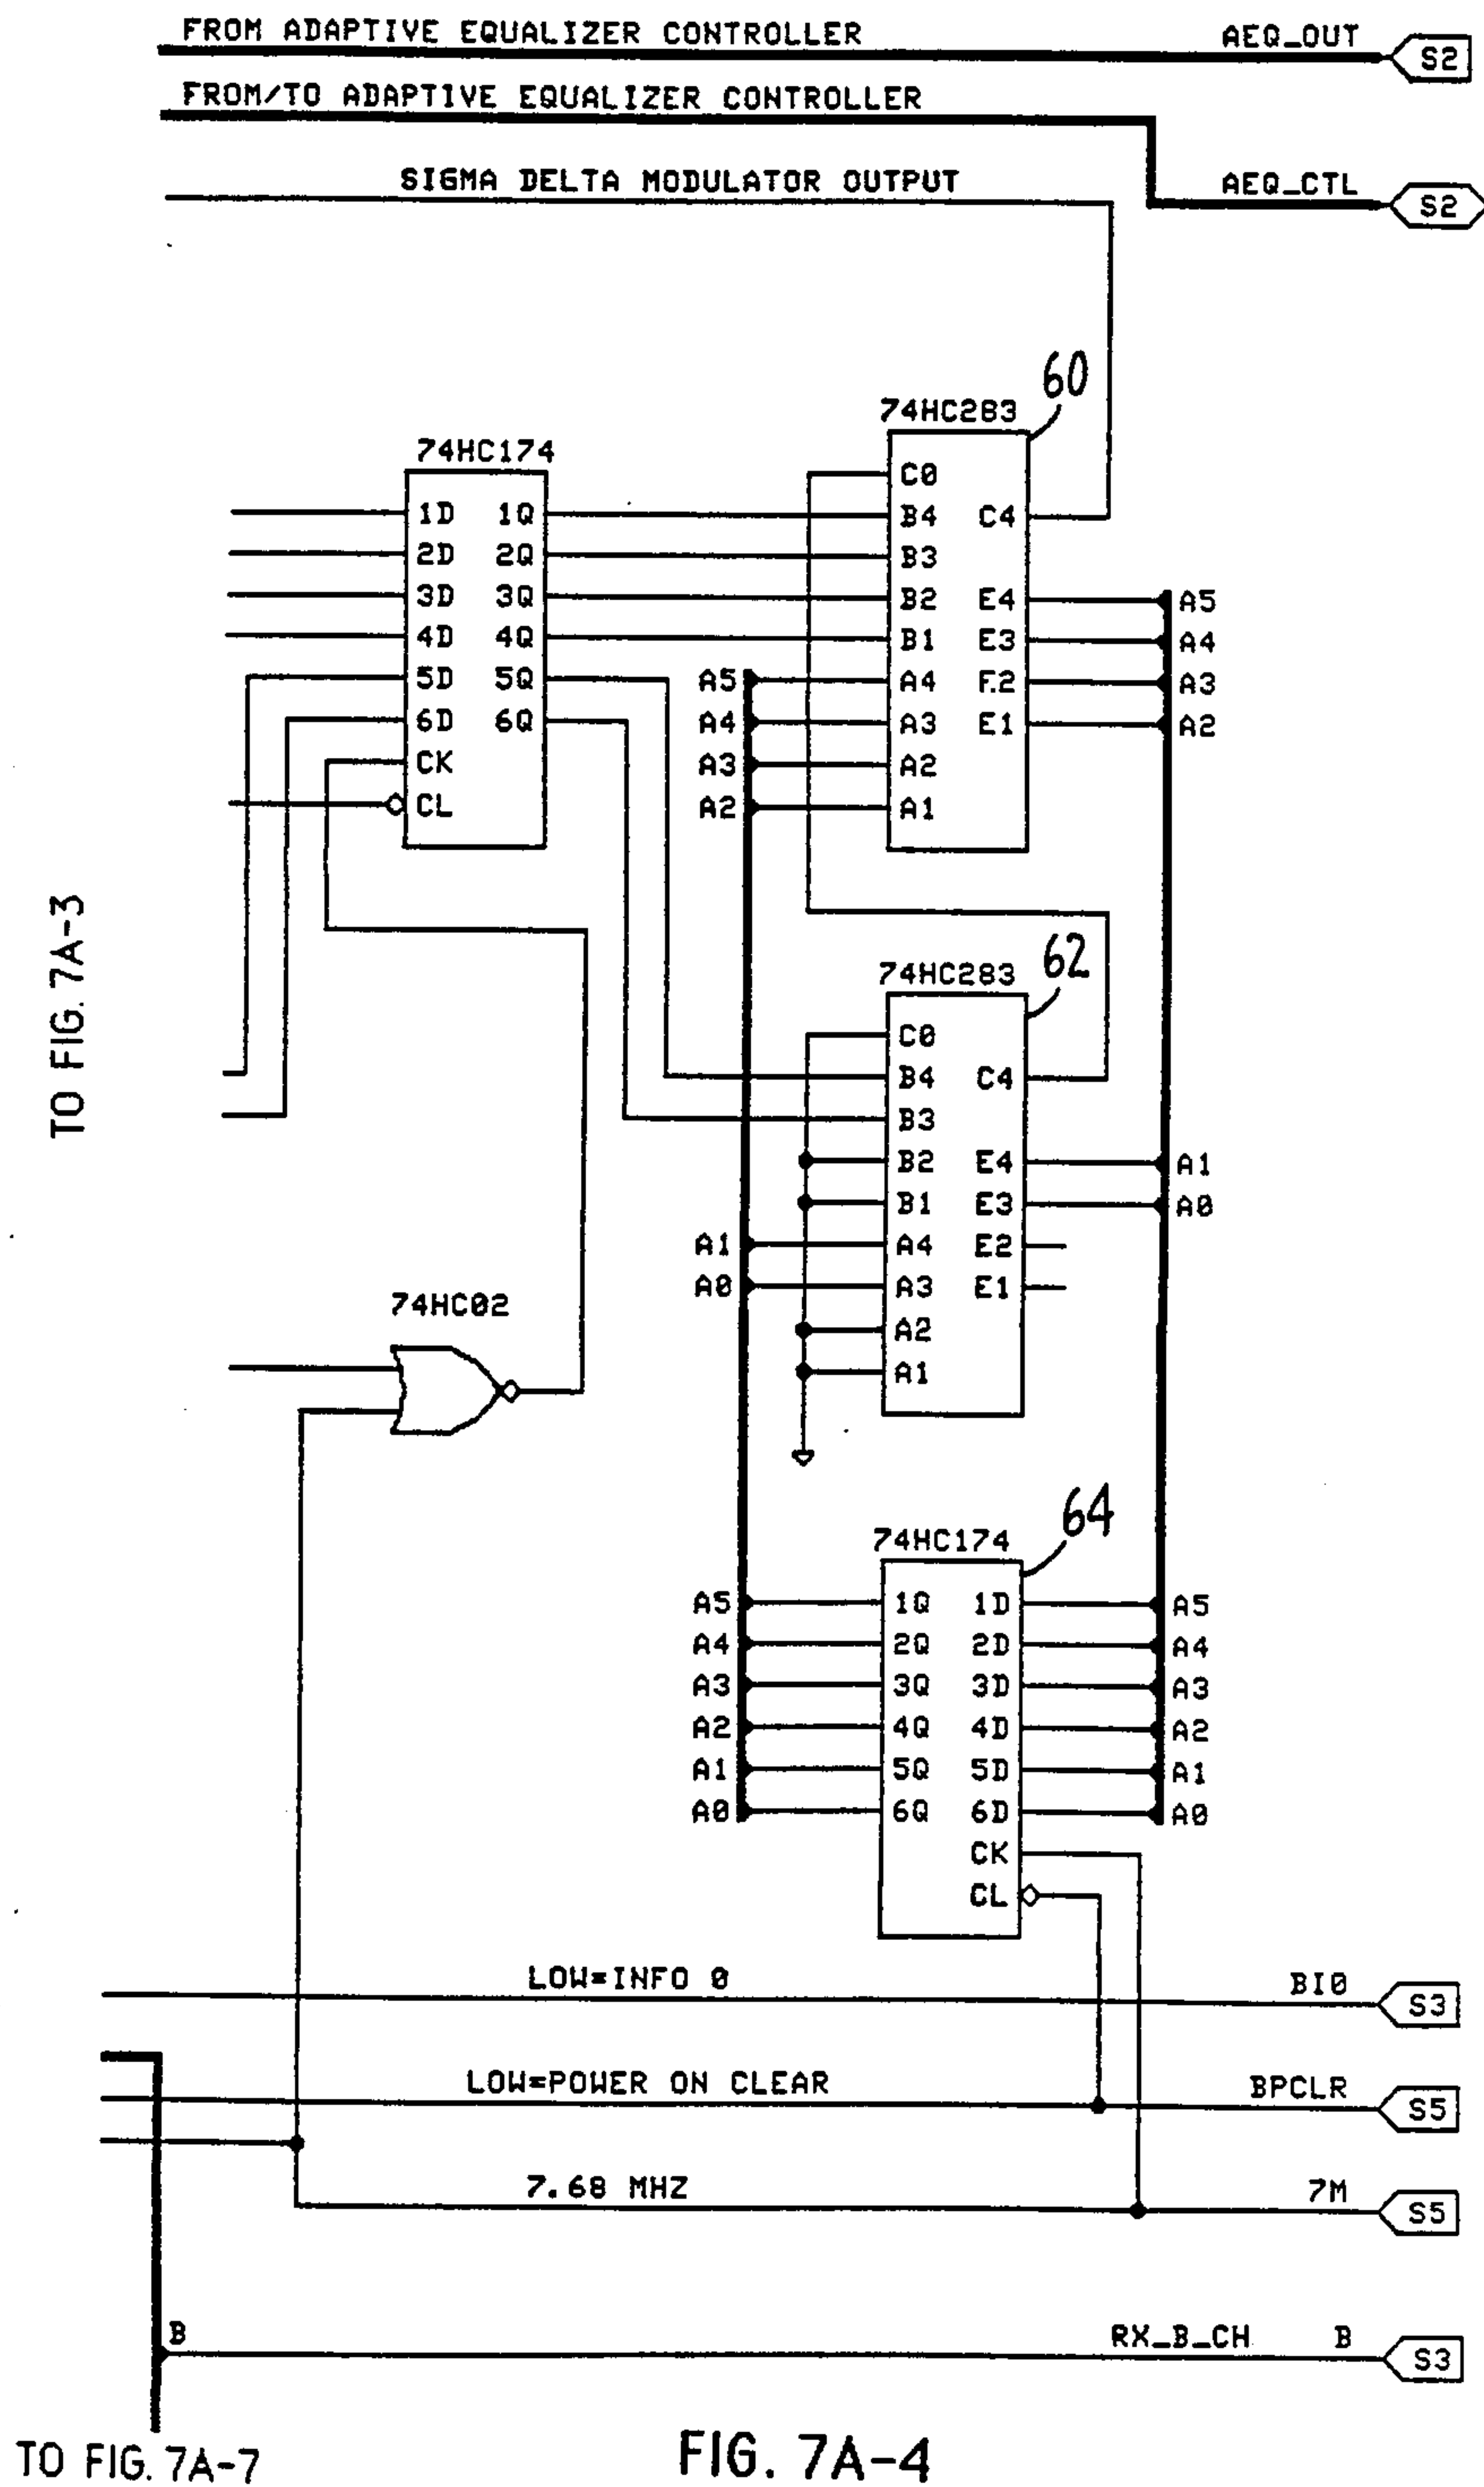 FROM ADAPTIVE EQUALIZER CONTROLLER AEQ_OUT S2
FROM/TO ADAPTIVE EQUALIZER CONTROLLER
SIGMA DELTA MODULATOR OUTPUT AEQ_CTL S2
60
74HC283
74HC174
C0
1D 1Q B4 C4
2D 2Q B3
3D 3Q B2 E4 A5
4D 4Q B1 E3 A4
5D 5Q A5 A4 F.2 A3
6D 6Q A4 A3 E1 A2
CK A3 A2
CL A2 A1
TO FIG. 7A-3
62
74HC283
C0
B4 C4
B3
B2 E4 A1
B1 E3 A0
A1 A4 E2
A0 A3 E1
74HC02
A2
A1
64
74HC174
A5 1Q 1D A5
A4 2Q 2D A4
A3 3Q 3D A3
A2 4Q 4D A2
A1 5Q 5D A1
A0 6Q 6D A0
CK
CL
LOW=INFO 0 BI0 S3
LOW=POWER ON CLEAR BPCLR S5
7.68 MHZ 7M S5
B RX_B_CH B S3
TO FIG. 7A-7 FIG. 7A-4